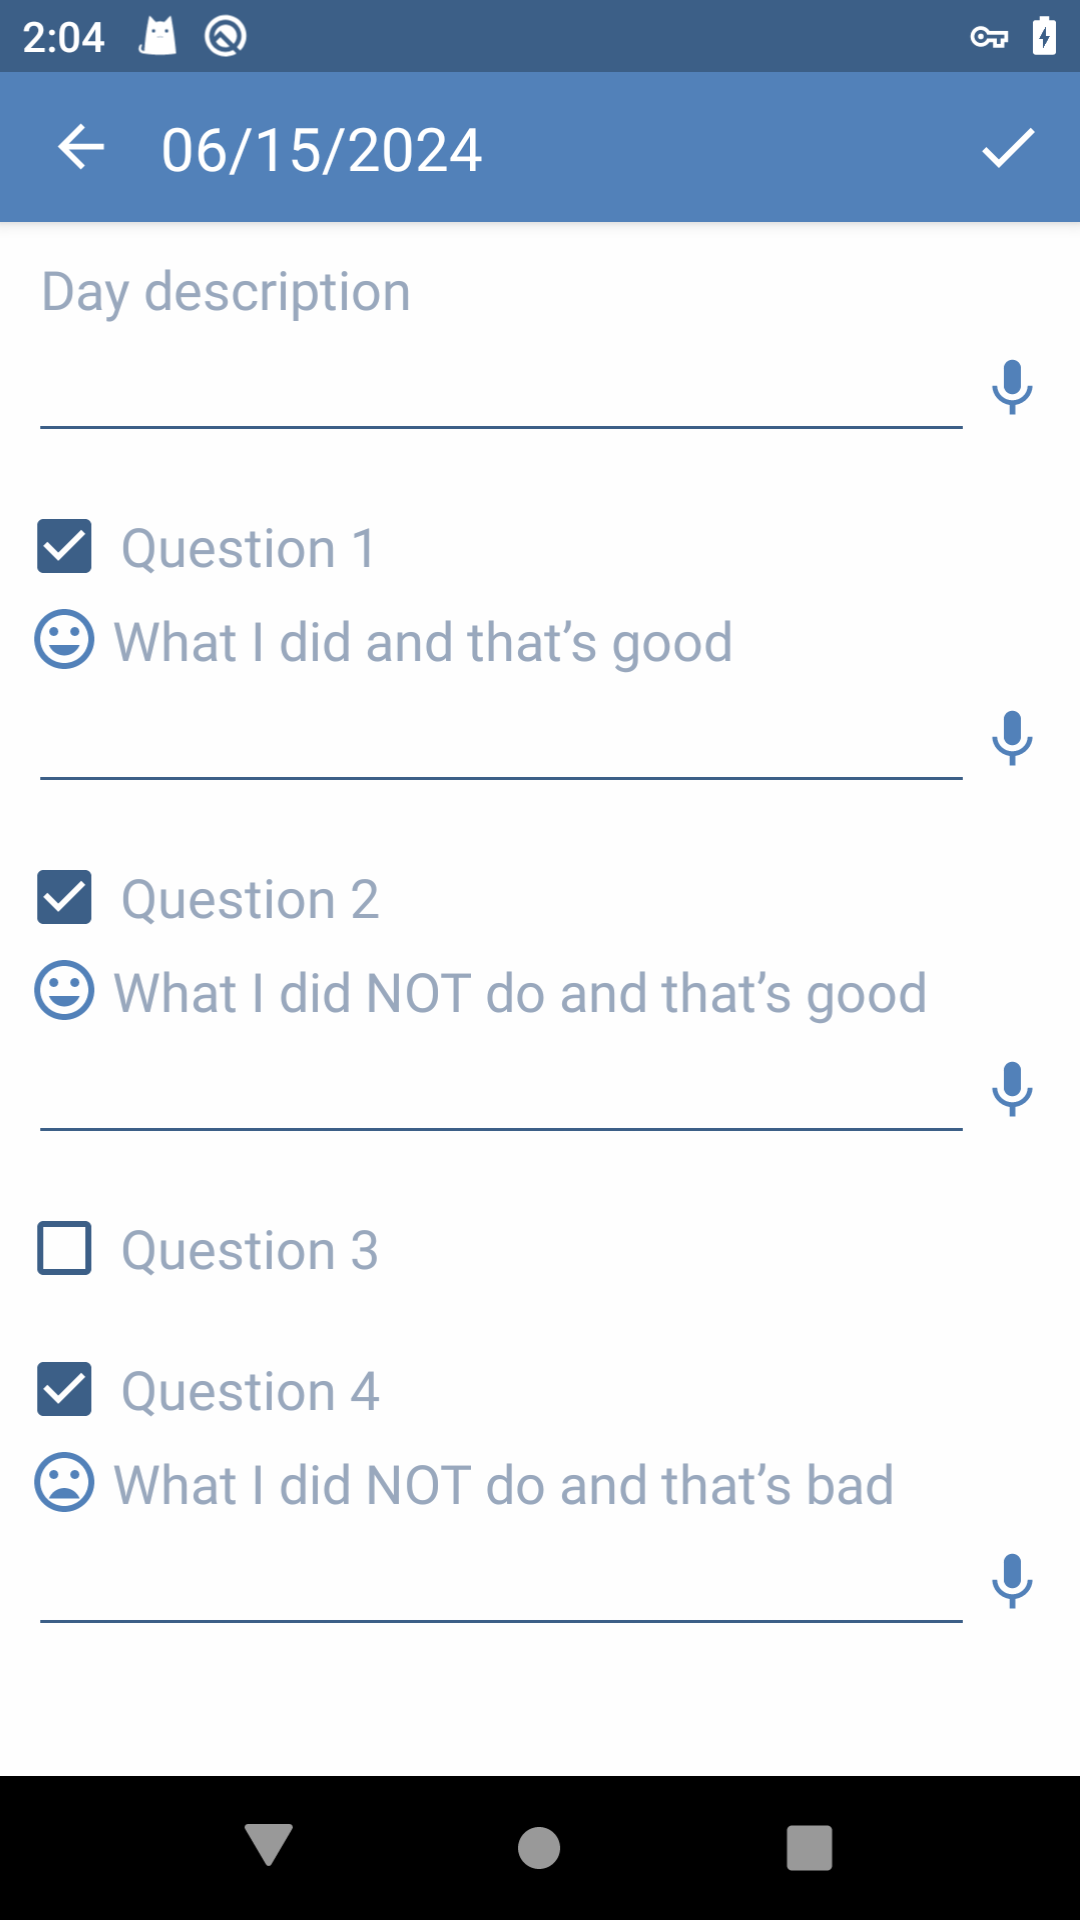 2:04
06/15/2024
Day description
Question 1
What I did and that’s good
Question 2
What I did NOT do and that’s good
Question 3
Question 4
What I did NOT do and that’s bad